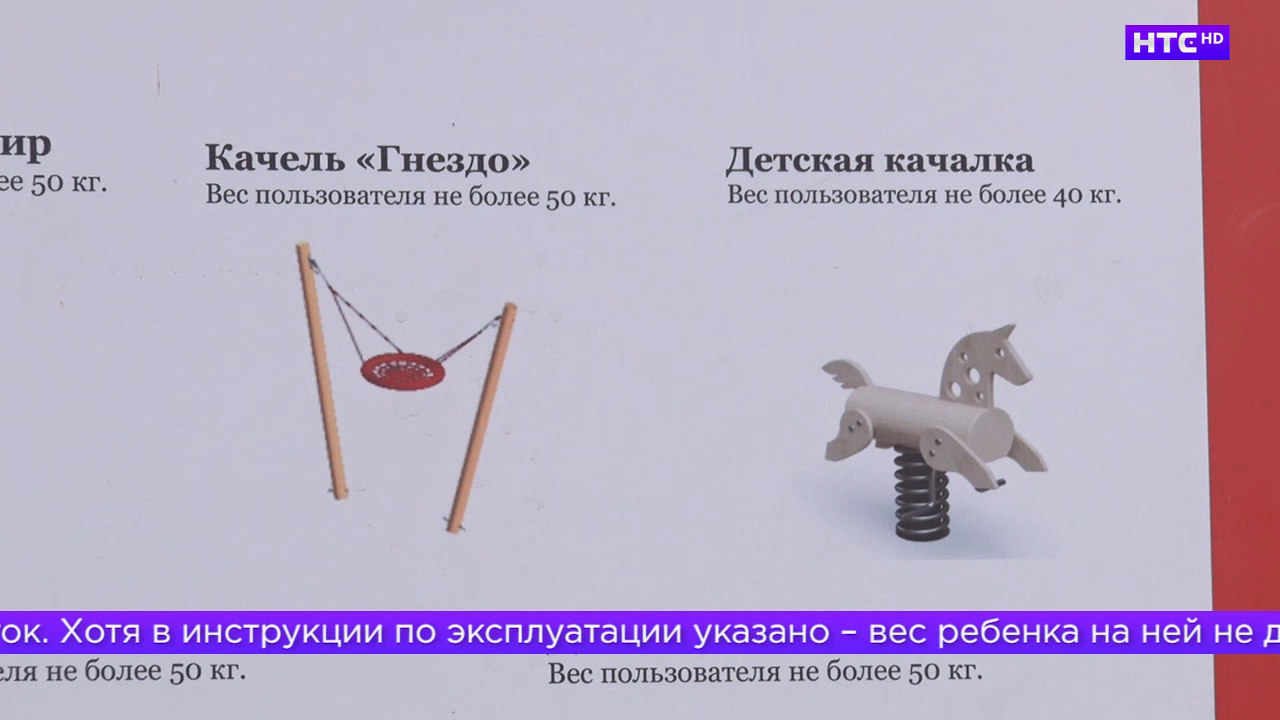 НТС HD
ир
Качель «Гнездо»
Детская качалка
ее 50 кг.
Вес пользователя не более 50 кг.
Вес пользователя не более 40 кг.
ок. Хотя в инструкции по эксплуатации указано – вес ребенка на ней не д
еля не более 50 кг.
Вес пользователя не более 50 кг.